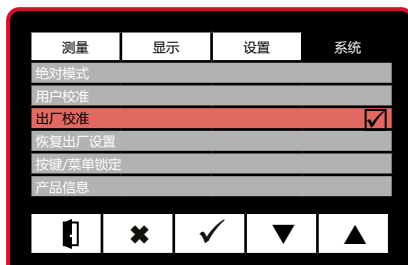 测量 显示 设置 系统
绝对模式
用户校准
出厂校准
恢复出厂设置
按键/菜单锁定
产品信息